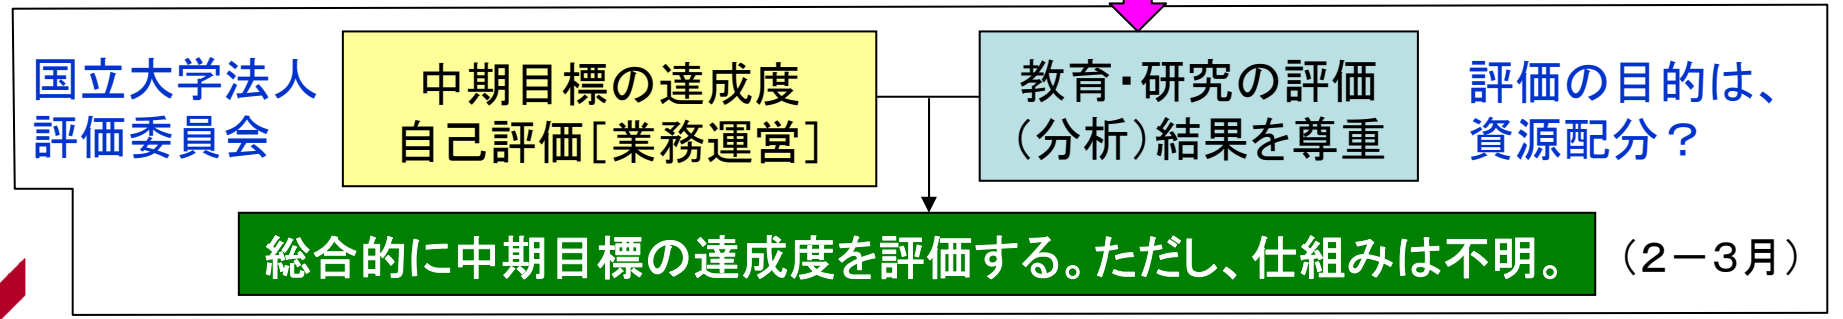 国立大学法人
評価委員会
中期目標の達成度
自己評価[業務運営]
教育・研究の評価
（分析）結果を尊重
評価の目的は、
資源配分？
総合的に中期目標の達成度を評価する。ただし、仕組みは不明。
（２－３月）